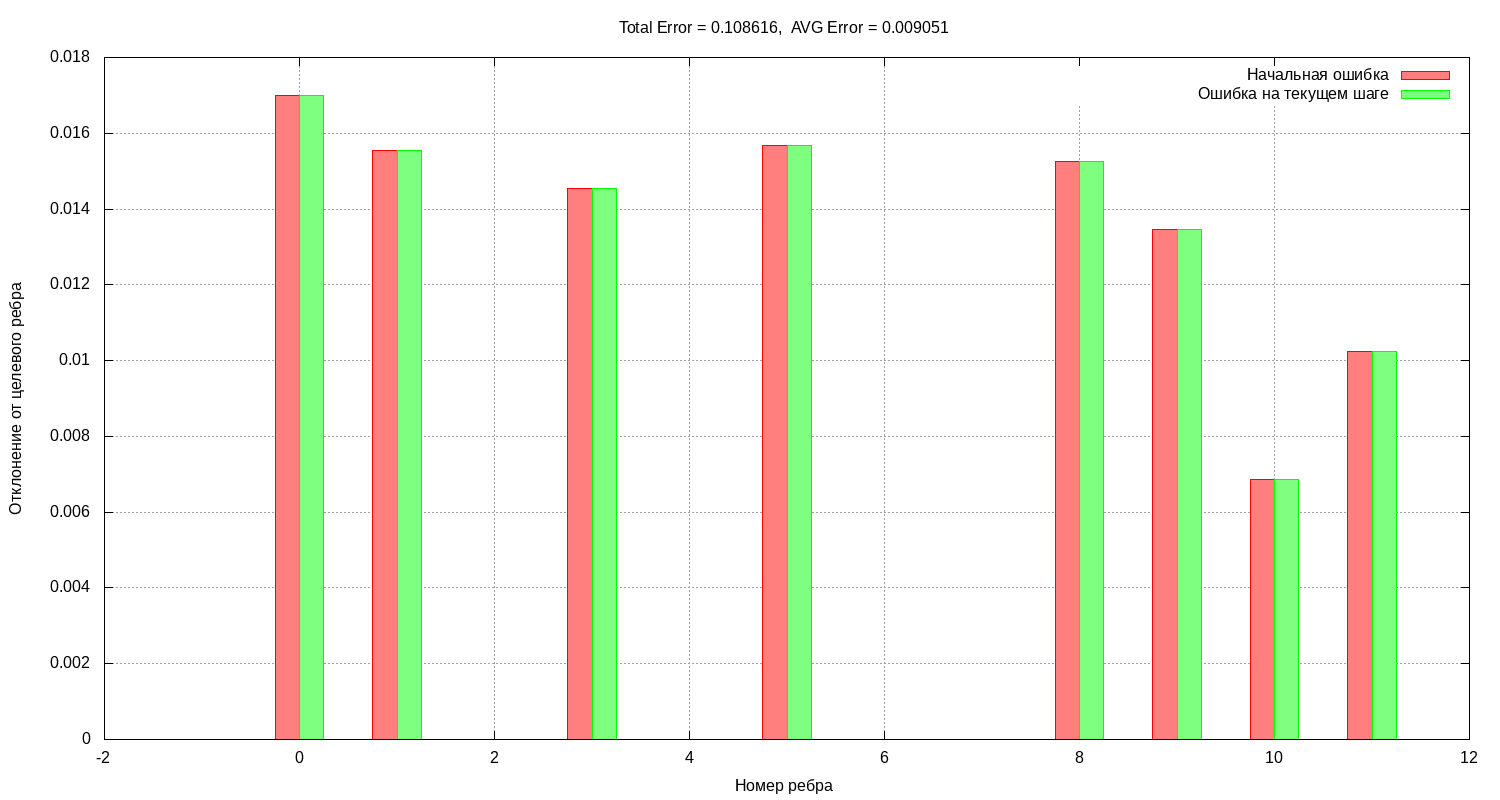 Total Error = 0.108616,  AVG Error = 0.009051
Начальная ошибка
Ошибка на текущем шаге
0.018
0.016
0.014
0.012
0.01
0.008
0.006
0.004
0.002
0
Отклонение от целевого ребра
-2 0 2 4 6 8 10 12
Номер ребра